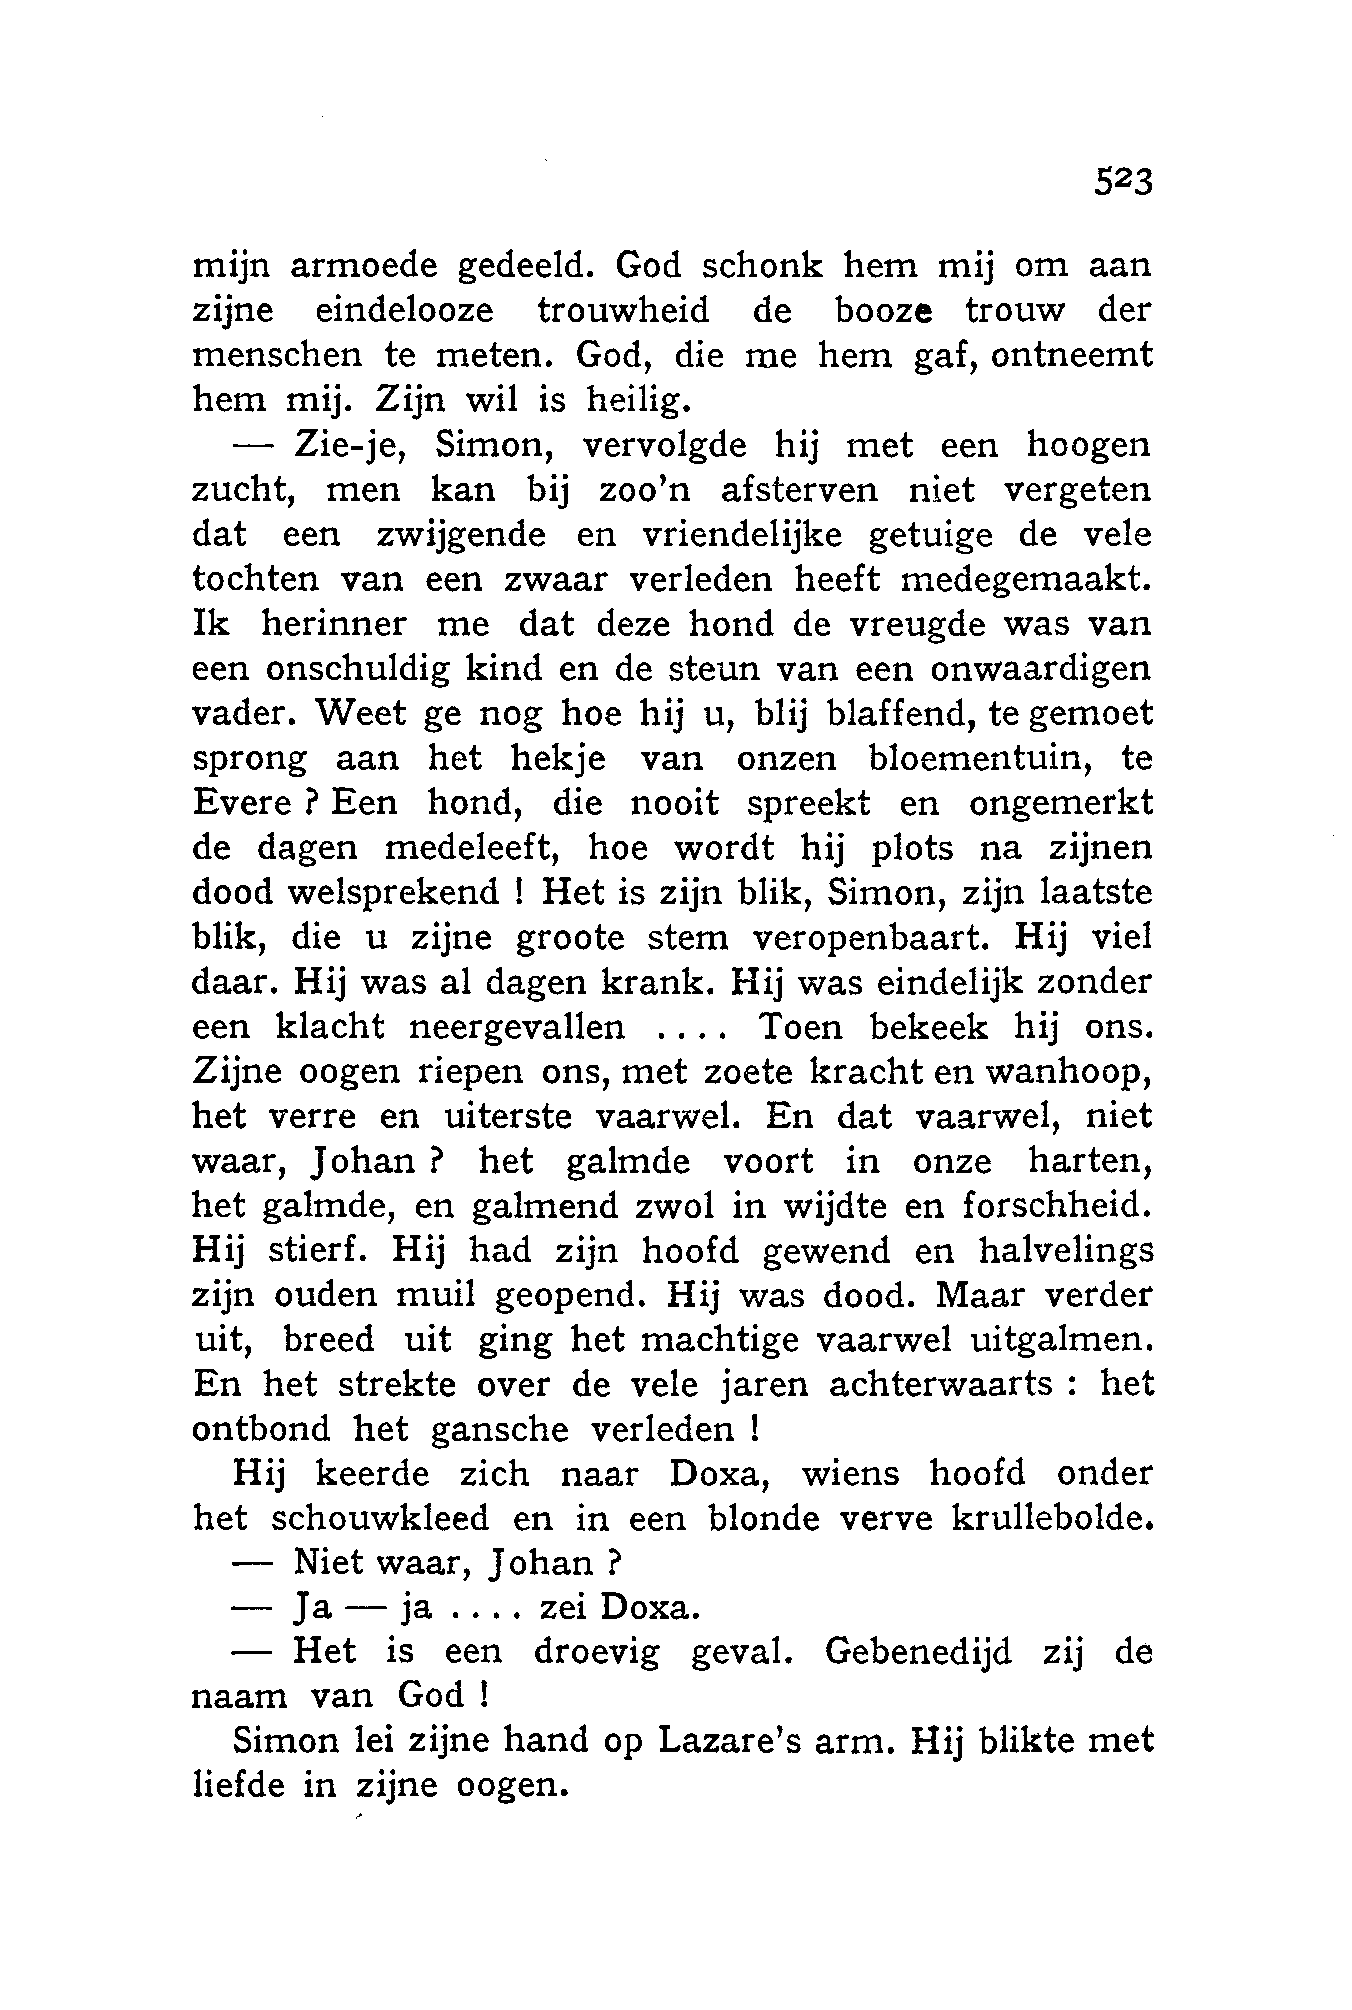 523
mijn armoede gedeeld. God schonk hem mij om aan
zijne eindelooze trouwheid de booze trouw der
menschen te meten. God, die me hem gaf, ontneemt
hem mij. Zijn wil is heilig.
— Zie-je, Simon, vervolgde hij met een hoogen
zucht, men kan bij zoo'n afsterven niet vergeten
dat een zwijgende en vriendelijke getuige de vele
tochten van een zwaar verleden heeft medegemaakt.
Ik herinner me dat deze hond de vreugde was van
een onschuldig kind en de steun van een onwaardigen
vader. Weet ge nog hoe hij u, blij blaffend, te gemoet
sprong aan het hekje van onzen bloementuin, te
Evere ? Een hond, die nooit spreekt en ongemerkt
de dagen medeleeft, hoe wordt hij plots na zijnen
dood welsprekend ! Het is zijn blik, Simon, zijn laatste
blik, die u zijne groote stem veropenbaart. Hij viel
daar. Hij was al dagen krank. Hij was eindelijk zonder
een klacht neergevallen .... Toen bekeek hij ons.
Zijne oogen riepen ons, met zoete kracht en wanhoop,
het verre en uiterste vaarwel. En dat vaarwel, niet
waar, Johan ? het galmde voort in onze harten,
het galmde, en galmend zwol in wijdte en forschheid.
Hij stierf. Hij had zijn hoofd gewend en halvelings
zijn ouden muil geopend. Hij was dood. Maar verder
uit, breed uit ging het machtige vaarwel uitgalmen.
En het strekte over de vele jaren achterwaarts : het
ontbond het gansche verleden !
Hij keerde zich naar Doxa, wiens hoofd onder
het schouwkleed en in een blonde verve krullebolde.
— Niet waar, Johan ?
— Ja — ja .... zei Doxa.
— Het is een droevig geval. Gebenedijd zij de
naam van God !
Simon lei zijne hand op Lazare's arm. Hij blikte met
liefde in zijne oogen.